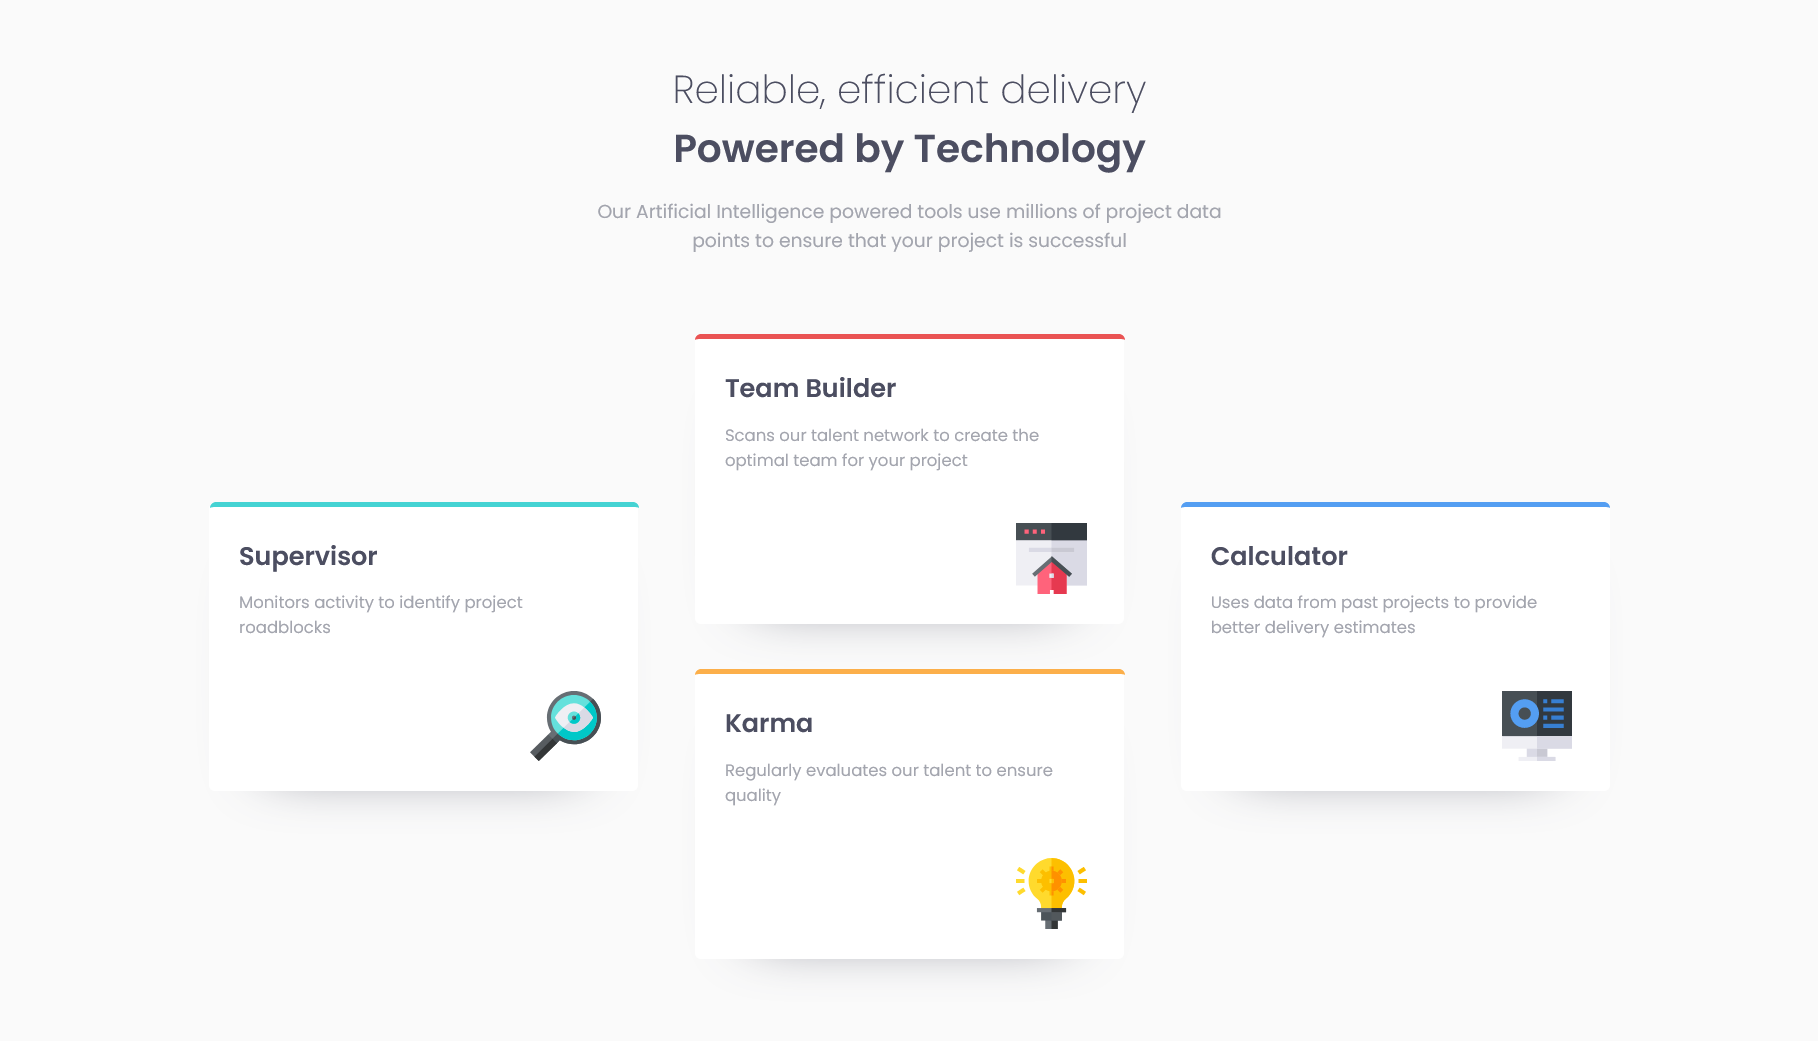 Reliable, efficient delivery
Powered by Technology
Our Artificial Intelligence powered tools use millions of project data
points to ensure that your project is successful
Team Builder
Scans our talent network to create the
optimal team for your project
Supervisor
Monitors activity to identify project
roadblocks
Calculator
Uses data from past projects to provide
better delivery estimates
Karma
Regularly evaluates our talent to ensure
quality